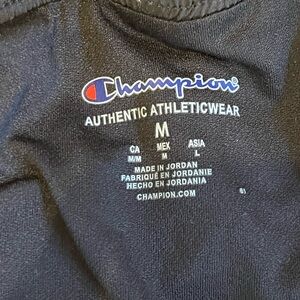 Champion
AUTHENTIC ATHLETICWEAR
M
CA MEX ASIA
M/M M L
MADE IN JORDAN
FABRIQUÉ EN JORDANIE
HECHO EN JORDANIA
CHAMPION.COM